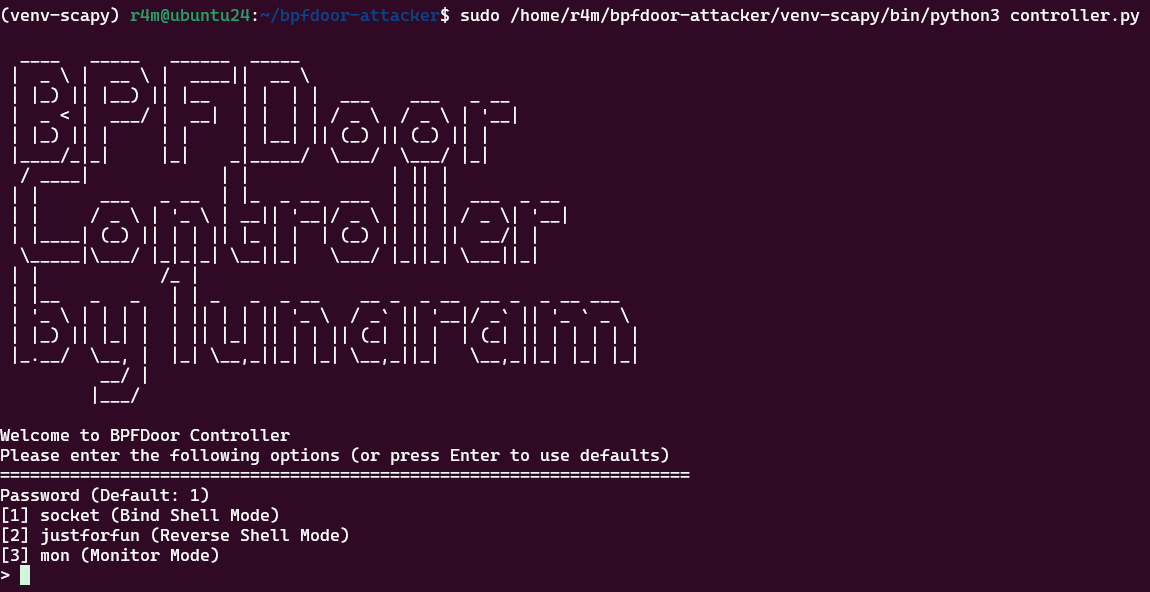 (venv-scapy) r4m@ubuntu24:~/bpfdoor-attacker$ sudo /home/r4m/bpfdoor-attacker/venv-scapy/bin/python3 controller.py
BPFDoor
Controller
by lunaram
Welcome to BPFDoor Controller
Please enter the following options (or press Enter to use defaults)
=====================================================================
Password (Default: 1)
[1] socket (Bind Shell Mode)
[2] justforfun (Reverse Shell Mode)
[3] mon (Monitor Mode)
>